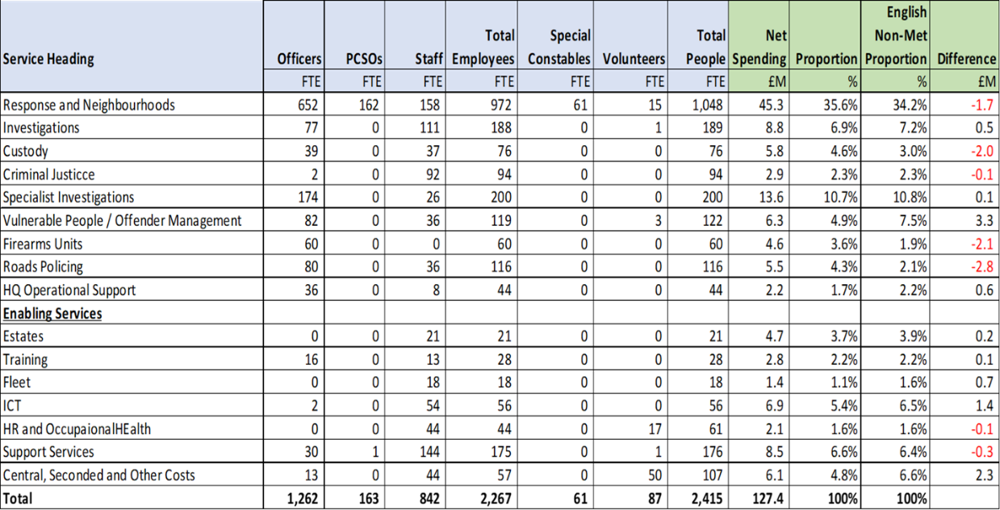 English
Total Special Total Net Non-Met
Service Heading Officers PCSOs Staff Employees Constables Volunteers People Spending Proportion Proportion Difference
FTE FTE FTE FTE FTE FTE FTE £M % % £M
Response and Neighbourhoods 652 162 158 972 61 15 1,048 45.3 35.6% 34.2% -1.7
Investigations 77 0 111 188 0 1 189 8.8 6.9% 7.2% 0.5
Custody 39 0 37 76 0 0 76 5.8 4.6% 3.0% -2.0
Criminal Justicce 2 0 92 94 0 0 94 2.9 2.3% 2.3% -0.1
Specialist Investigations 174 0 26 200 0 0 200 13.6 10.7% 10.8% 0.1
Vulnerable People / Offender Management 82 0 36 119 0 3 122 6.3 4.9% 7.5% 3.3
Firearms Units 60 0 0 60 0 0 60 4.6 3.6% 1.9% -2.1
Roads Policing 80 0 36 116 0 0 116 5.5 4.3% 2.1% -2.8
HQ Operational Support 36 0 8 44 0 0 44 2.2 1.7% 2.2% 0.6
Enabling Services
Estates 0 0 21 21 0 0 21 4.7 3.7% 3.9% 0.2
Training 16 0 13 28 0 0 28 2.8 2.2% 2.2% 0.1
Fleet 0 0 18 18 0 0 18 1.4 1.1% 1.6% 0.7
ICT 2 0 54 56 0 0 56 6.9 5.4% 6.5% 1.4
HR and OccupaionalHEalth 0 0 44 44 0 17 61 2.1 1.6% 1.6% -0.1
Support Services 30 1 144 175 0 1 176 8.5 6.6% 6.4% -0.3
Central, Seconded and Other Costs 13 0 44 57 0 50 107 6.1 4.8% 6.6% 2.3
Total 1,262 163 842 2,267 61 87 2,415 127.4 100% 100%